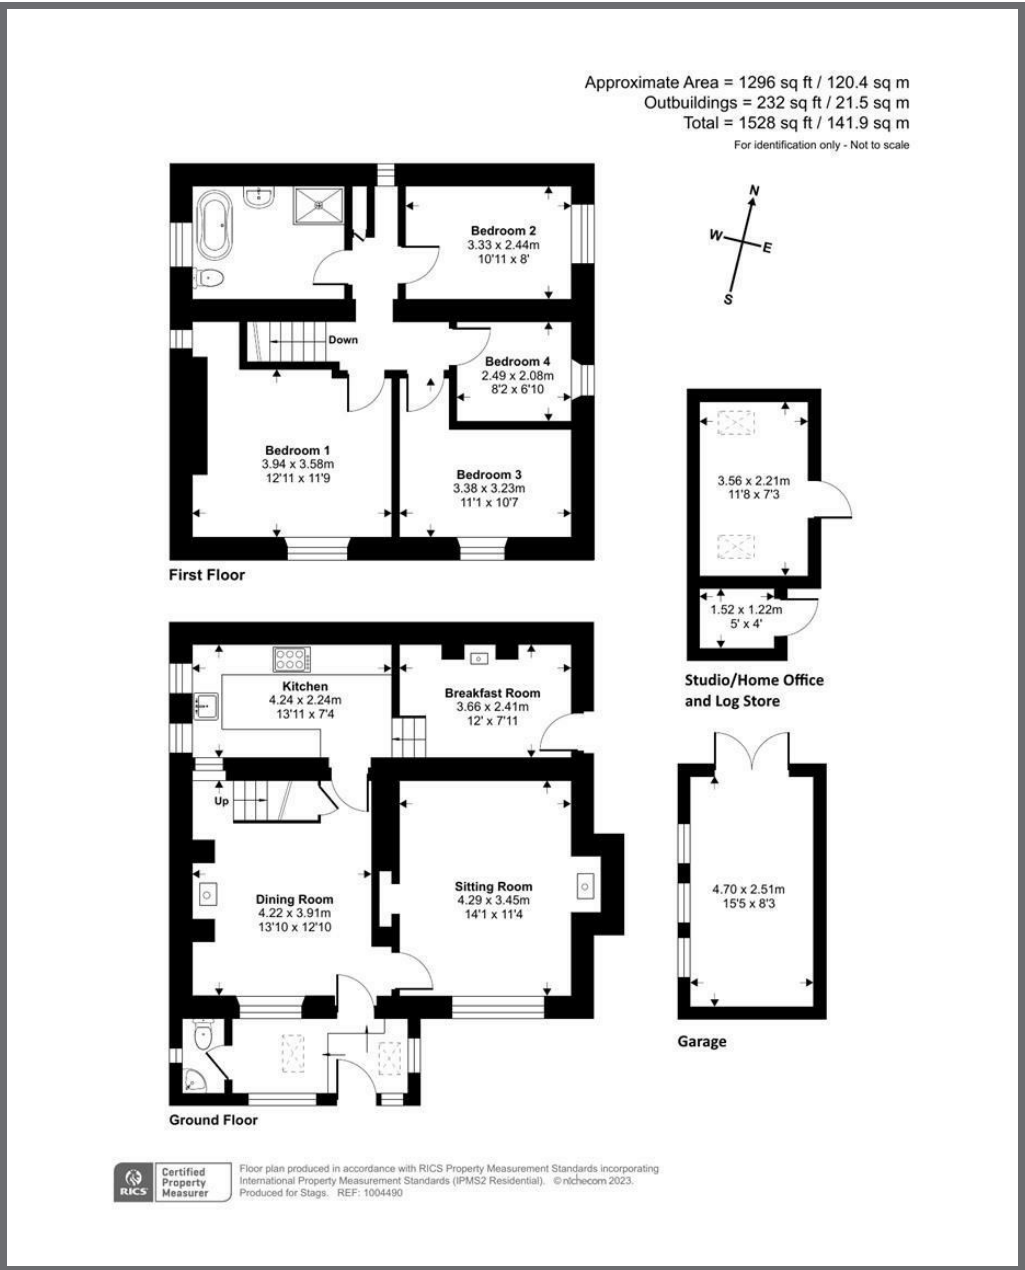 Approximate Area = 1296 sq ft / 120.4 sq m
Outbuildings = 232 sq ft / 21.5 sq m
Total = 1528 sq ft / 141.9 sq m
For identification only - Not to scale
N
W
E
S
Bedroom 2
3.33 x 2.44m
10'11 x 8'
Down
Bedroom 4
2.49 x 2.08m
8'2 x 6'10
Bedroom 1
3.94 x 3.58m
12'11 x 11'9
Bedroom 3
3.38 x 3.23m
11'1 x 10'7
First Floor
3.56 x 2.21m
11'8 x 7'3
1.52 x 1.22m
5' x 4'
Studio/Home Office
and Log Store
Kitchen
4.24 x 2.24m
13'11 x 7'4
Breakfast Room
3.66 x 2.41m
12' x 7'11
Up
Dining Room
4.22 x 3.91m
13'10 x 12'10
Sitting Room
4.29 x 3.45m
14'1 x 11'4
4.70 x 2.51m
15'5 x 8'3
Garage
Ground Floor
RICS
Certified
Property
Measurer
Floor plan produced in accordance with RICS Property Measurement Standards incorporating
International Property Measurement Standards (IPMS2 Residential). © nichecom 2023.
Produced for Stags. REF: 1004490